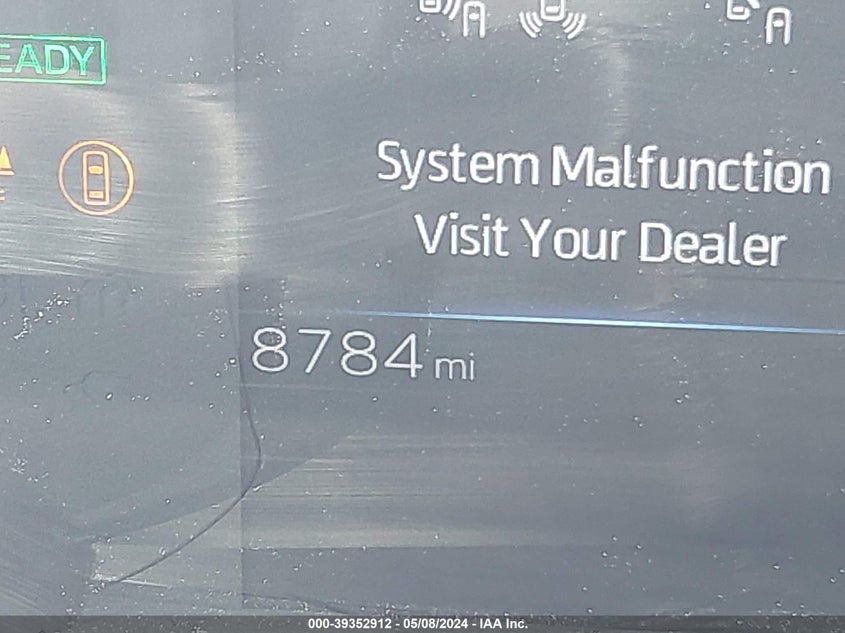 EADY
System Malfunction
Visit Your Dealer
8784 mi
000-39352912 - 05/08/2024 - IAA Inc.